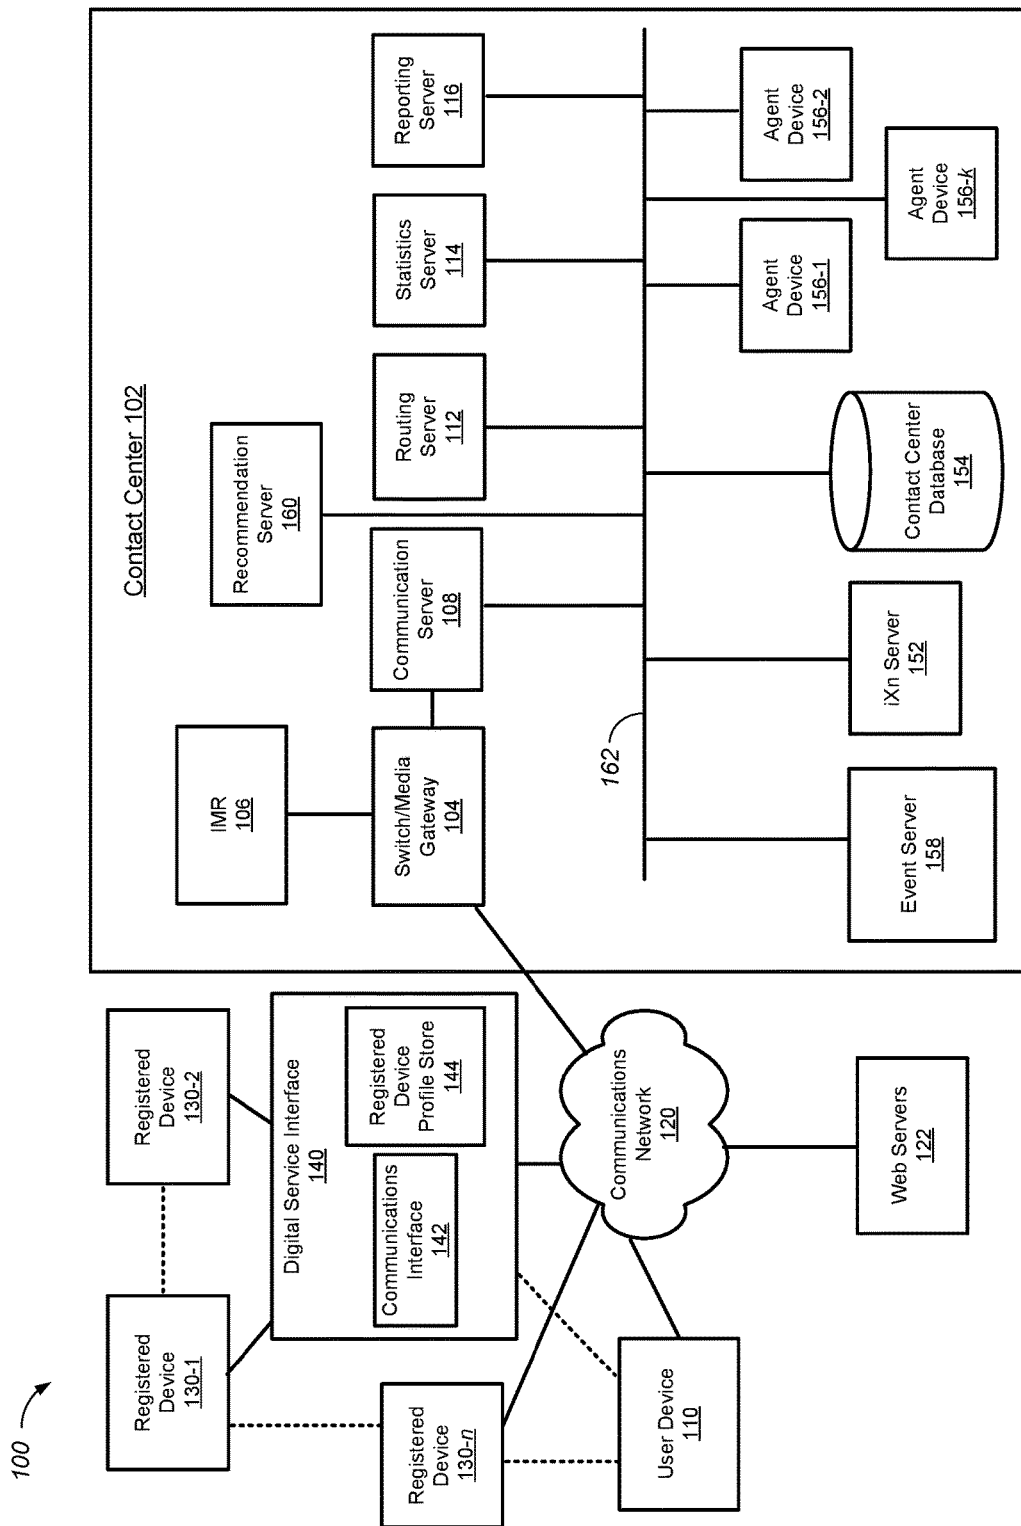 100
Registered
Device
130-1
Registered
Device
130-2
Registered
Device
130-n
User Device
110
Digital Service Interface
140
Communications
Interface
142
Registered
Device
Profile Store
144
Communications
Network
120
Web Servers
122
Contact Center 102
IMR
106
Switch/Media
Gateway
104
Recommendation
Server
160
Communication
Server
108
Routing
Server
112
Statistics
Server
114
Reporting
Server
116
162
Event Server
158
iXn Server
152
Contact Center
Database
154
Agent
Device
156-1
Agent
Device
156-2
Agent
Device
156-k